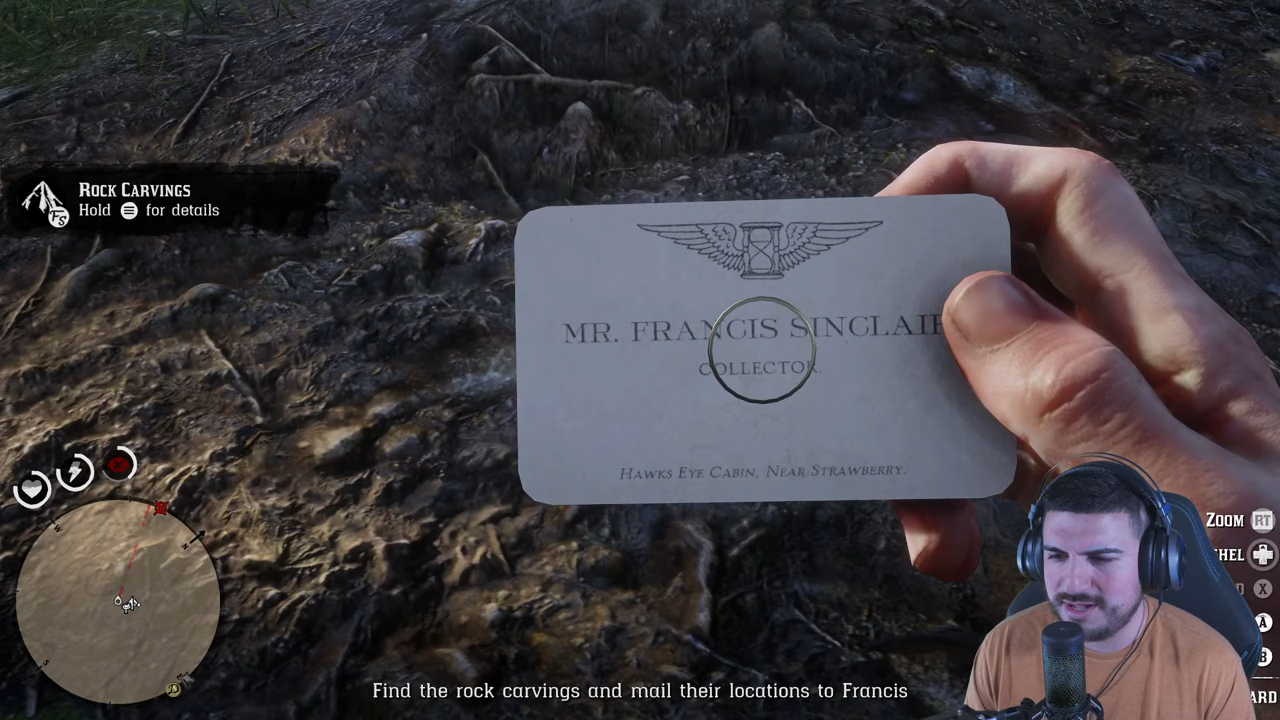 Rock Carvings
Hold for details
MR. FRANCIS SINCLAIR
COLLECTOR.
Hawks Eye Cabin, Near Strawberry.
Zoom RT
X
A
B
Find the rock carvings and mail their locations to Francis